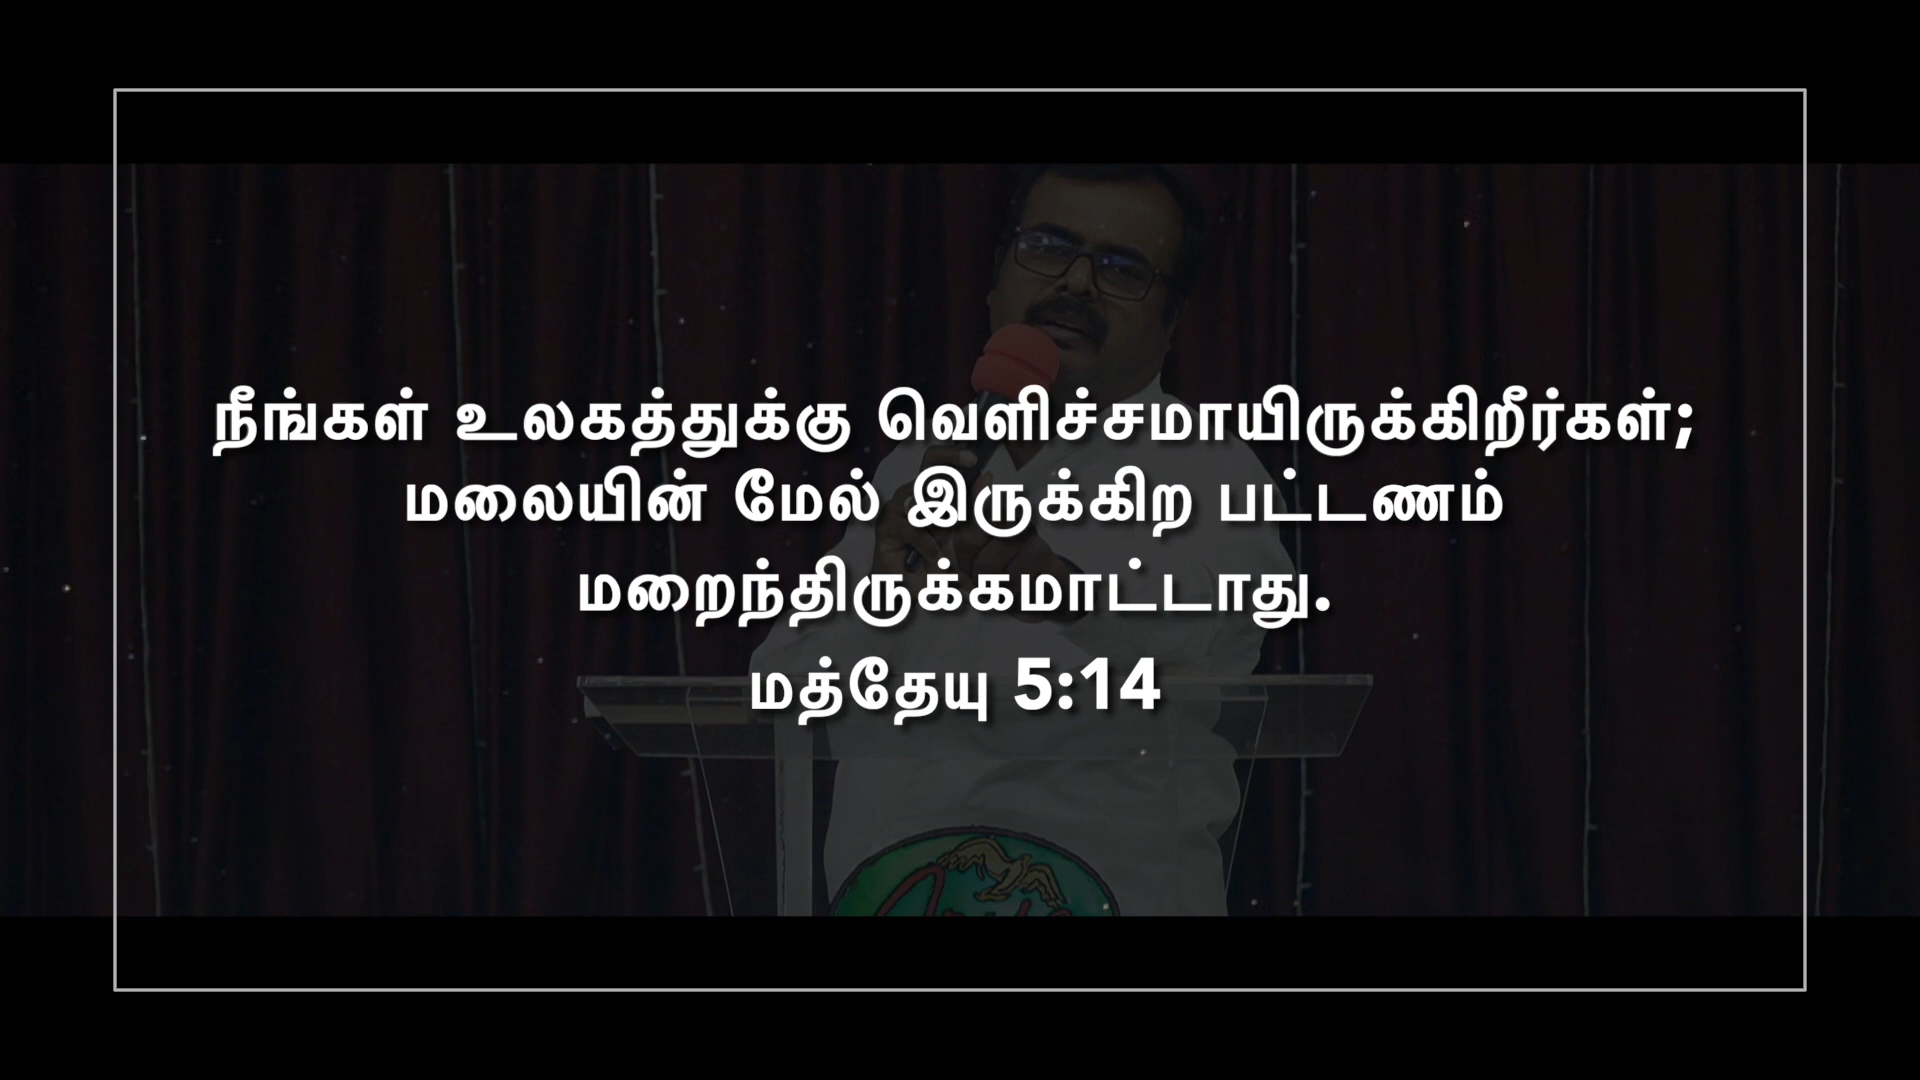 நீங்கள் உலகத்துக்கு வெளிச்சமாயிருக்கிறீர்கள்;
மலையின் மேல் இருக்கிற பட்டணம்
மறைந்திருக்கமாட்டாது.
மத்தேயு 5:14